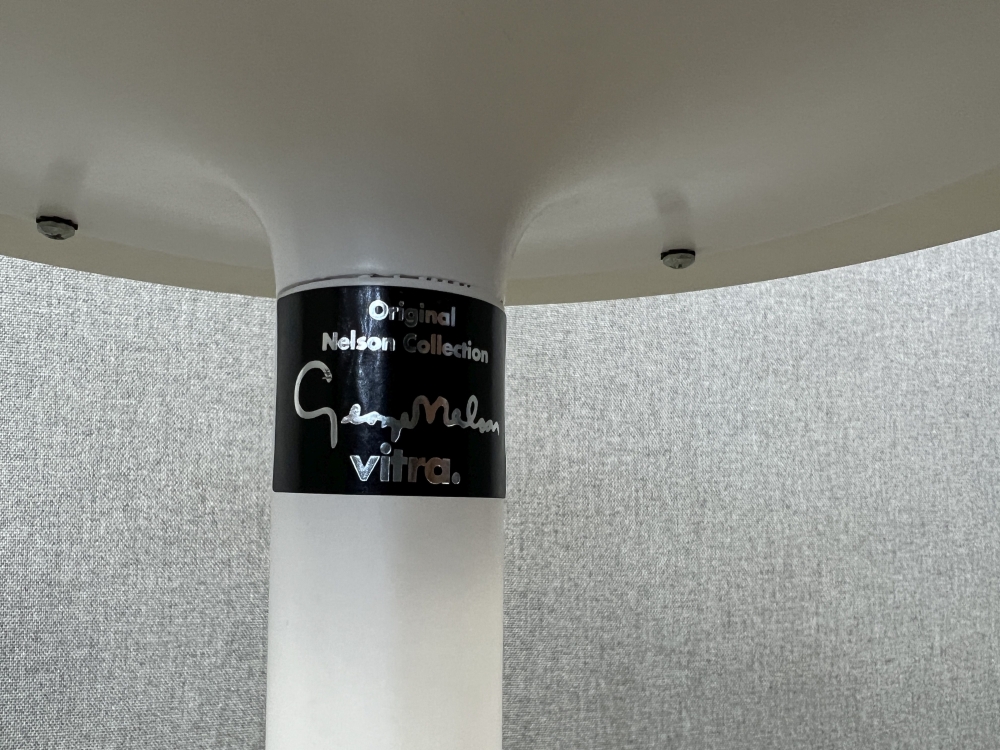 Original
Nelson Collection
George Nelson
vitra.